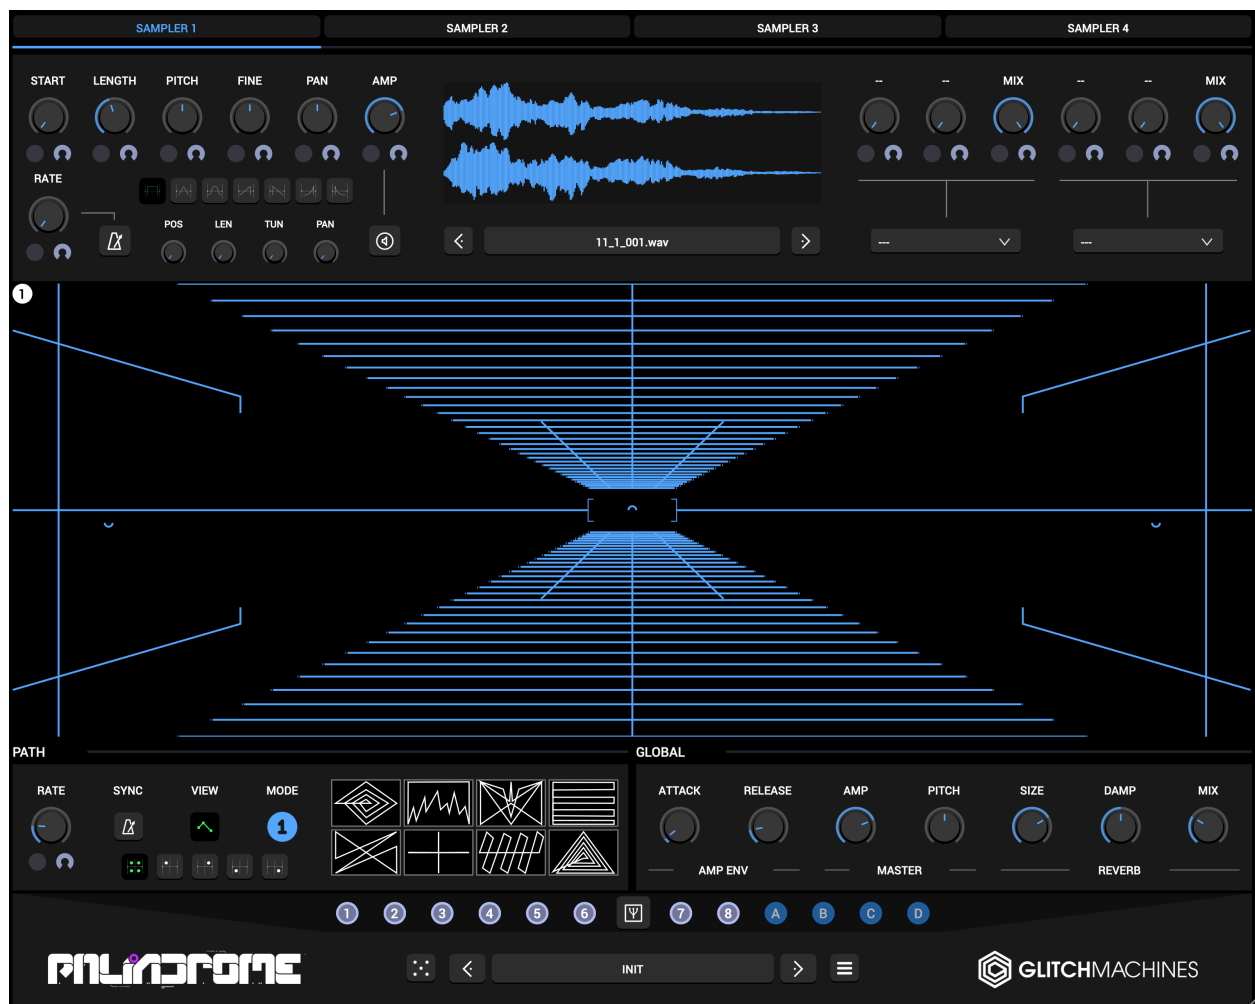 SAMPLER 1 SAMPLER 2 SAMPLER 3 SAMPLER 4
START LENGTH PITCH FINE PAN AMP -- -- MIX -- -- MIX
RATE
POS LEN TUN PAN
11_1_001.wav
--- ---
1
PATH GLOBAL
RATE SYNC VIEW MODE ATTACK RELEASE AMP PITCH SIZE DAMP MIX
1
AMP ENV MASTER REVERB
1 2 3 4 5 6 7 8 A B C D
PALINDROME INIT GLITCHMACHINES